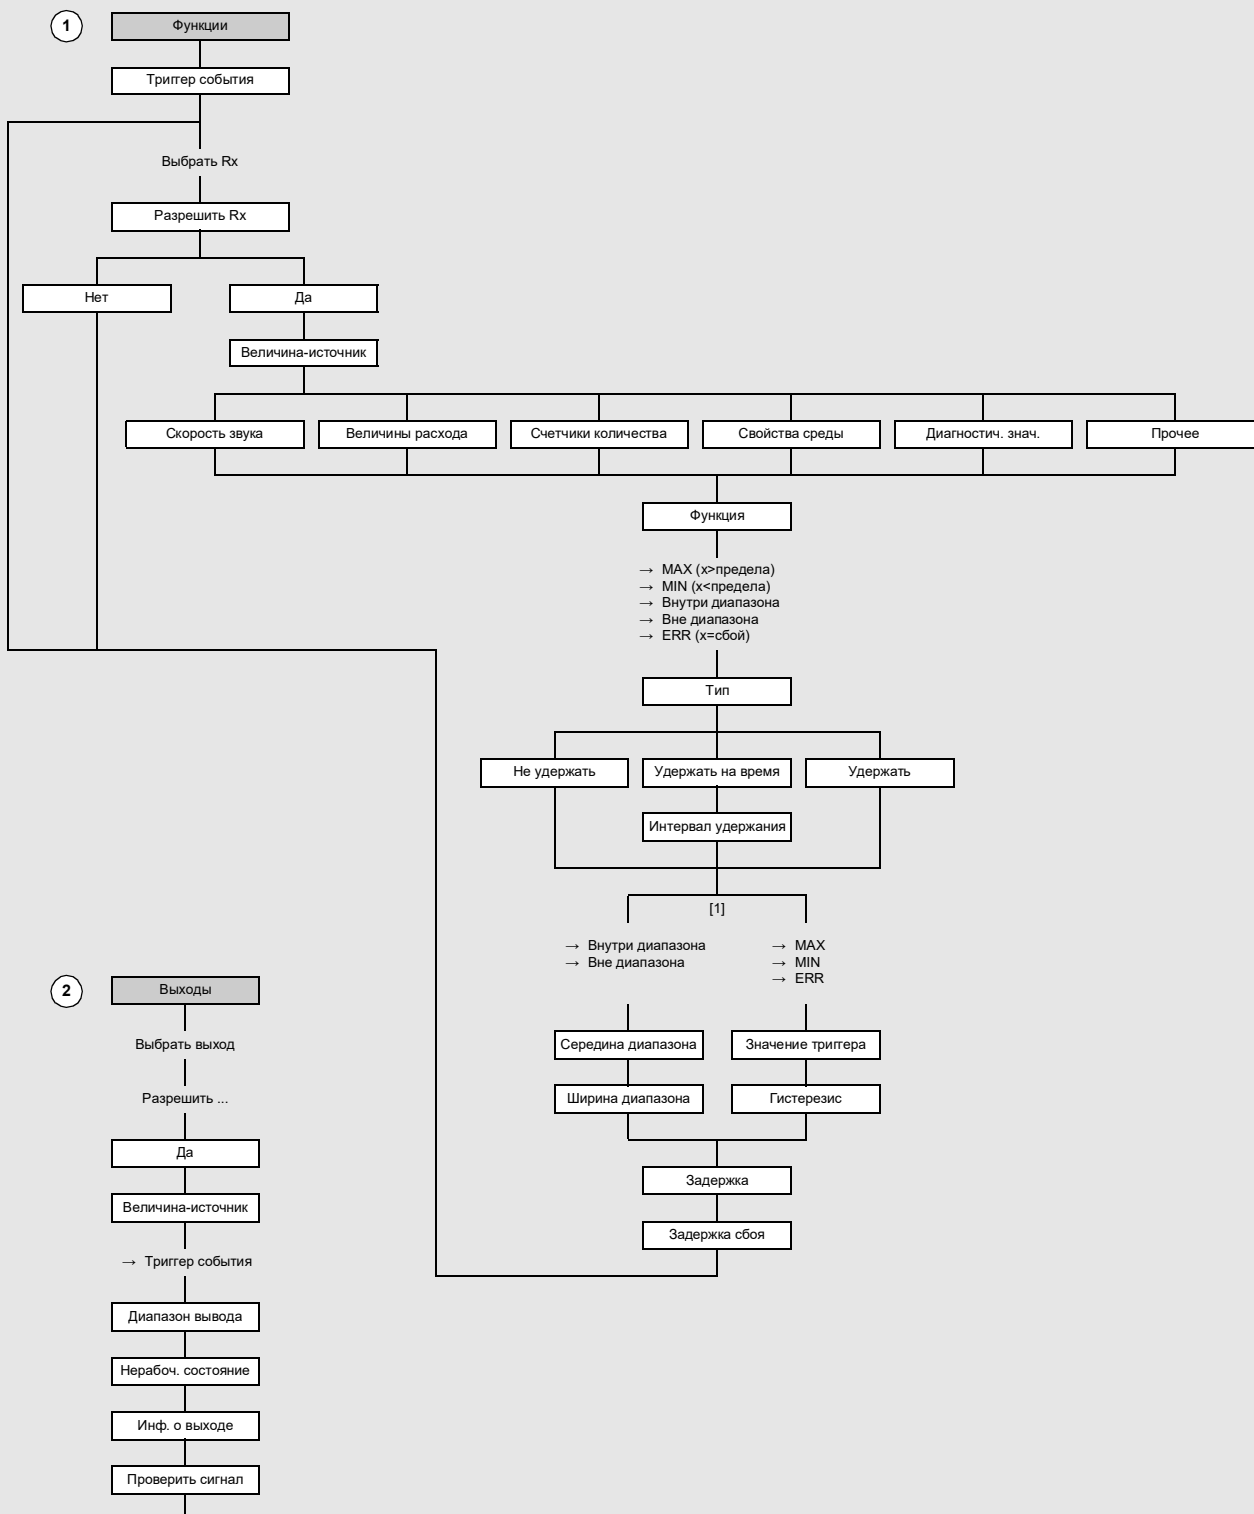 1
Функции
Триггер события
Выбрать Rx
Разрешить Rx
Нет
Да
Величина-источник
Скорость звука
Величины расхода
Счетчики количества
Свойства среды
Диагностич. знач.
Прочее
Функция
→ MAX (x>предела)
→ MIN (x<предела)
→ Внутри диапазона
→ Вне диапазона
→ ERR (x=сбой)
Тип
Не удержать
Удержать на время
Удержать
Интервал удержания
[1]
→ Внутри диапазона
→ Вне диапазона
→ MAX
→ MIN
→ ERR
Середина диапазона
Значение триггера
Ширина диапазона
Гистерезис
Задержка
Задержка сбоя
2
Выходы
Выбрать выход
Разрешить ...
Да
Величина-источник
→ Триггер события
Диапазон вывода
Нерабоч. состояние
Инф. о выходе
Проверить сигнал